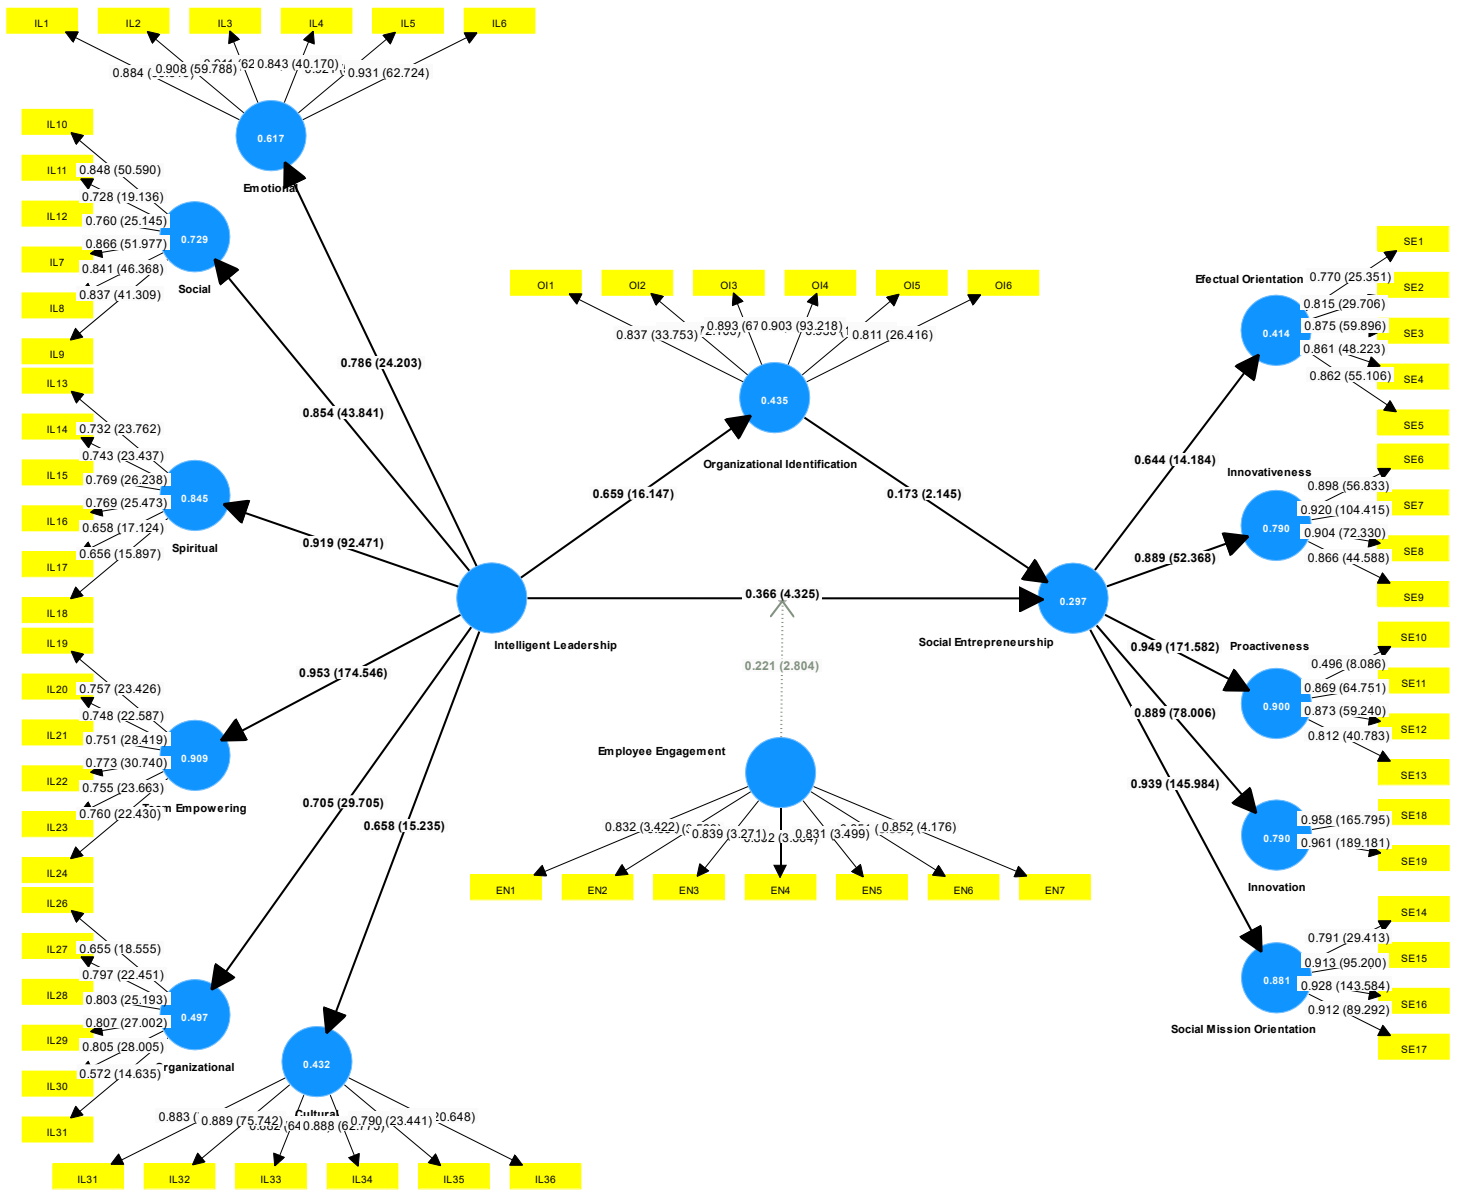 IL1
IL2
IL3
IL4
IL5
IL6
0.908 (59.788)
0.843 (40.170)
0.931 (62.724)
0.617
Emotional
IL10
IL11
IL12
IL7
IL8
IL9
0.848 (50.590)
0.728 (19.136)
0.760 (25.145)
0.866 (51.977)
0.841 (46.368)
0.837 (41.309)
0.729
Social
IL13
IL14
IL15
IL16
IL17
IL18
0.732 (23.762)
0.743 (23.437)
0.769 (26.238)
0.769 (25.473)
0.658 (17.124)
0.656 (15.897)
0.845
Spiritual
IL19
IL20
IL21
IL22
IL23
IL24
0.757 (23.426)
0.748 (22.587)
0.751 (28.419)
0.773 (30.740)
0.755 (23.663)
0.760 (22.430)
0.909
Team Empowering
IL26
IL27
IL28
IL29
IL30
IL31
0.655 (18.555)
0.797 (22.451)
0.803 (25.193)
0.807 (27.002)
0.805 (28.005)
0.572 (14.635)
0.497
Organizational
0.432
Cultural
0.883 (
0.889 (75.742)
0.790 (23.441)
20.648)
IL31
IL32
IL33
IL34
IL35
IL36
0.786 (24.203)
0.854 (43.841)
0.919 (92.471)
0.953 (174.546)
0.705 (29.705)
0.658 (15.235)
Intelligent Leadership
0.659 (16.147)
OI1
OI2
OI3
OI4
OI5
OI6
0.837 (33.753)
0.893 (67
0.903 (93.218)
0.811 (26.416)
0.435
Organizational Identification
0.173 (2.145)
0.366 (4.325)
0.221 (2.804)
Employee Engagement
0.832 (3.422)
0.839 (3.271)
0.831 (3.499)
0.852 (4.176)
EN1
EN2
EN3
EN4
EN5
EN6
EN7
0.297
Social Entrepreneurship
0.644 (14.184)
0.889 (52.368)
0.949 (171.582)
0.889 (78.006)
0.939 (145.984)
Efectual Orientation
0.414
0.770 (25.351)
0.815 (29.706)
0.875 (59.896)
0.861 (48.223)
0.862 (55.106)
SE1
SE2
SE3
SE4
SE5
Innovativeness
0.790
0.898 (56.833)
0.920 (104.415)
0.904 (72.330)
0.866 (44.588)
SE6
SE7
SE8
SE9
Proactiveness
0.900
0.496 (8.086)
0.869 (64.751)
0.873 (59.240)
0.812 (40.783)
SE10
SE11
SE12
SE13
0.790
Innovation
0.958 (165.795)
0.961 (189.181)
SE18
SE19
0.881
Social Mission Orientation
0.791 (29.413)
0.913 (95.200)
0.928 (143.584)
0.912 (89.292)
SE14
SE15
SE16
SE17